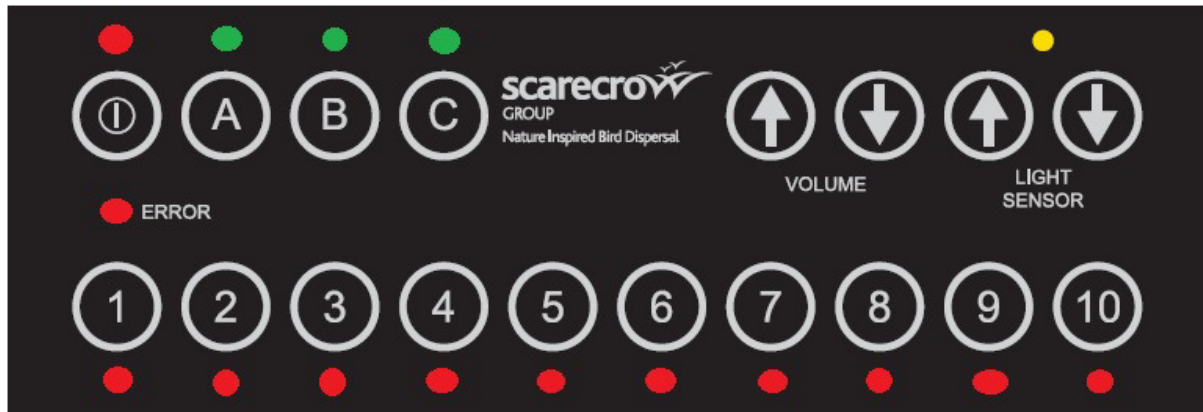 A B C
scarecrow
GROUP
Nature Inspired Bird Dispersal
VOLUME
LIGHT
SENSOR
ERROR
1 2 3 4 5 6 7 8 9 10